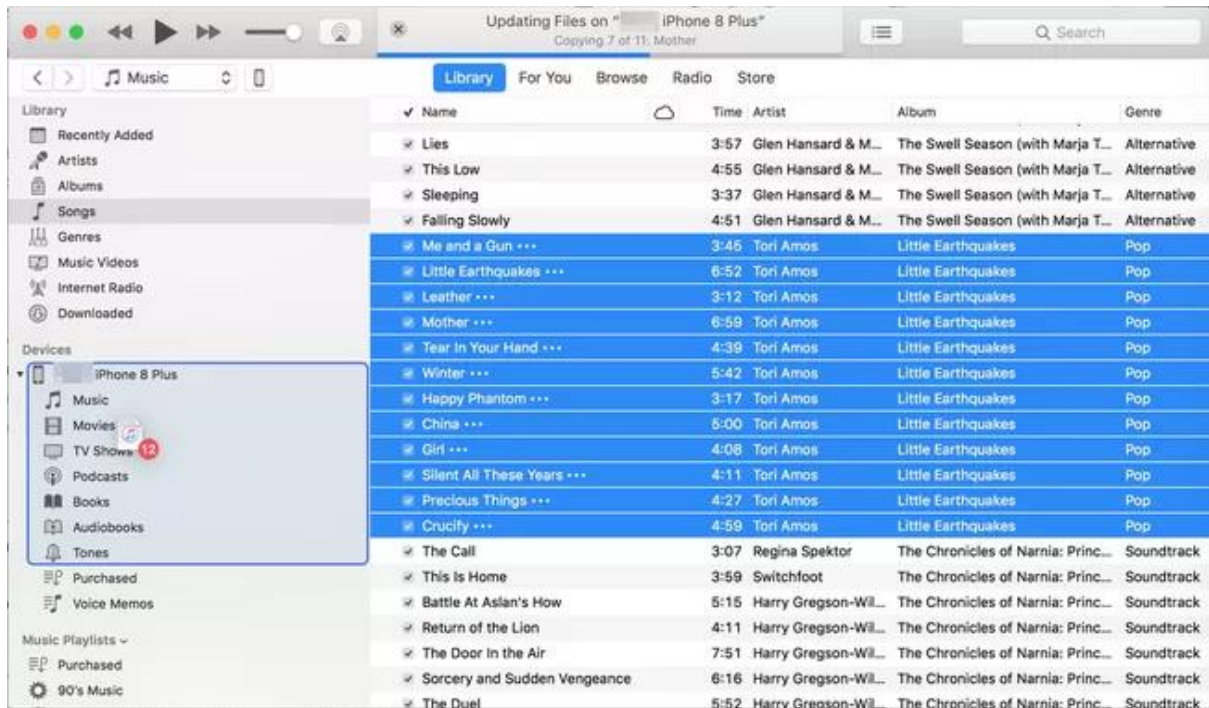 Updating Files on " iPhone 8 Plus"
Copying 7 of 11: Mother
Search
Music
Library For You Browse Radio Store
Library
Recently Added
Artists
Albums
Songs
Genres
Music Videos
Internet Radio
Downloaded
Devices
iPhone 8 Plus
Music
Movies
TV Shows 12
Podcasts
Books
Audiobooks
Tones
Purchased
Voice Memos
Music Playlists
Purchased
90's Music
Name Time Artist Album Genre
Lies 3:57 Glen Hansard & M... The Swell Season (with Marja T... Alternative
This Low 4:55 Glen Hansard & M... The Swell Season (with Marja T... Alternative
Sleeping 3:37 Glen Hansard & M... The Swell Season (with Marja T... Alternative
Falling Slowly 4:51 Glen Hansard & M... The Swell Season (with Marja T... Alternative
Me and a Gun ••• 3:45 Tori Amos Little Earthquakes Pop
Little Earthquakes ••• 6:52 Tori Amos Little Earthquakes Pop
Leather ••• 3:12 Tori Amos Little Earthquakes Pop
Mother ••• 6:59 Tori Amos Little Earthquakes Pop
Tear In Your Hand ••• 4:39 Tori Amos Little Earthquakes Pop
Winter ••• 5:42 Tori Amos Little Earthquakes Pop
Happy Phantom ••• 3:17 Tori Amos Little Earthquakes Pop
China ••• 5:00 Tori Amos Little Earthquakes Pop
Girl ••• 4:08 Tori Amos Little Earthquakes Pop
Silent All These Years ••• 4:11 Tori Amos Little Earthquakes Pop
Precious Things ••• 4:27 Tori Amos Little Earthquakes Pop
Crucify ••• 4:59 Tori Amos Little Earthquakes Pop
The Call 3:07 Regina Spektor The Chronicles of Narnia: Princ... Soundtrack
This Is Home 3:59 Switchfoot The Chronicles of Narnia: Princ... Soundtrack
Battle At Aslan's How 5:15 Harry Gregson-Wil... The Chronicles of Narnia: Princ... Soundtrack
Return of the Lion 4:11 Harry Gregson-Wil... The Chronicles of Narnia: Princ... Soundtrack
The Door In the Air 7:51 Harry Gregson-Wil... The Chronicles of Narnia: Princ... Soundtrack
Sorcery and Sudden Vengeance 6:16 Harry Gregson-Wil... The Chronicles of Narnia: Princ... Soundtrack
The Duel 5:52 Harry Gregson-Wil... The Chronicles of Narnia: Princ... Soundtrack